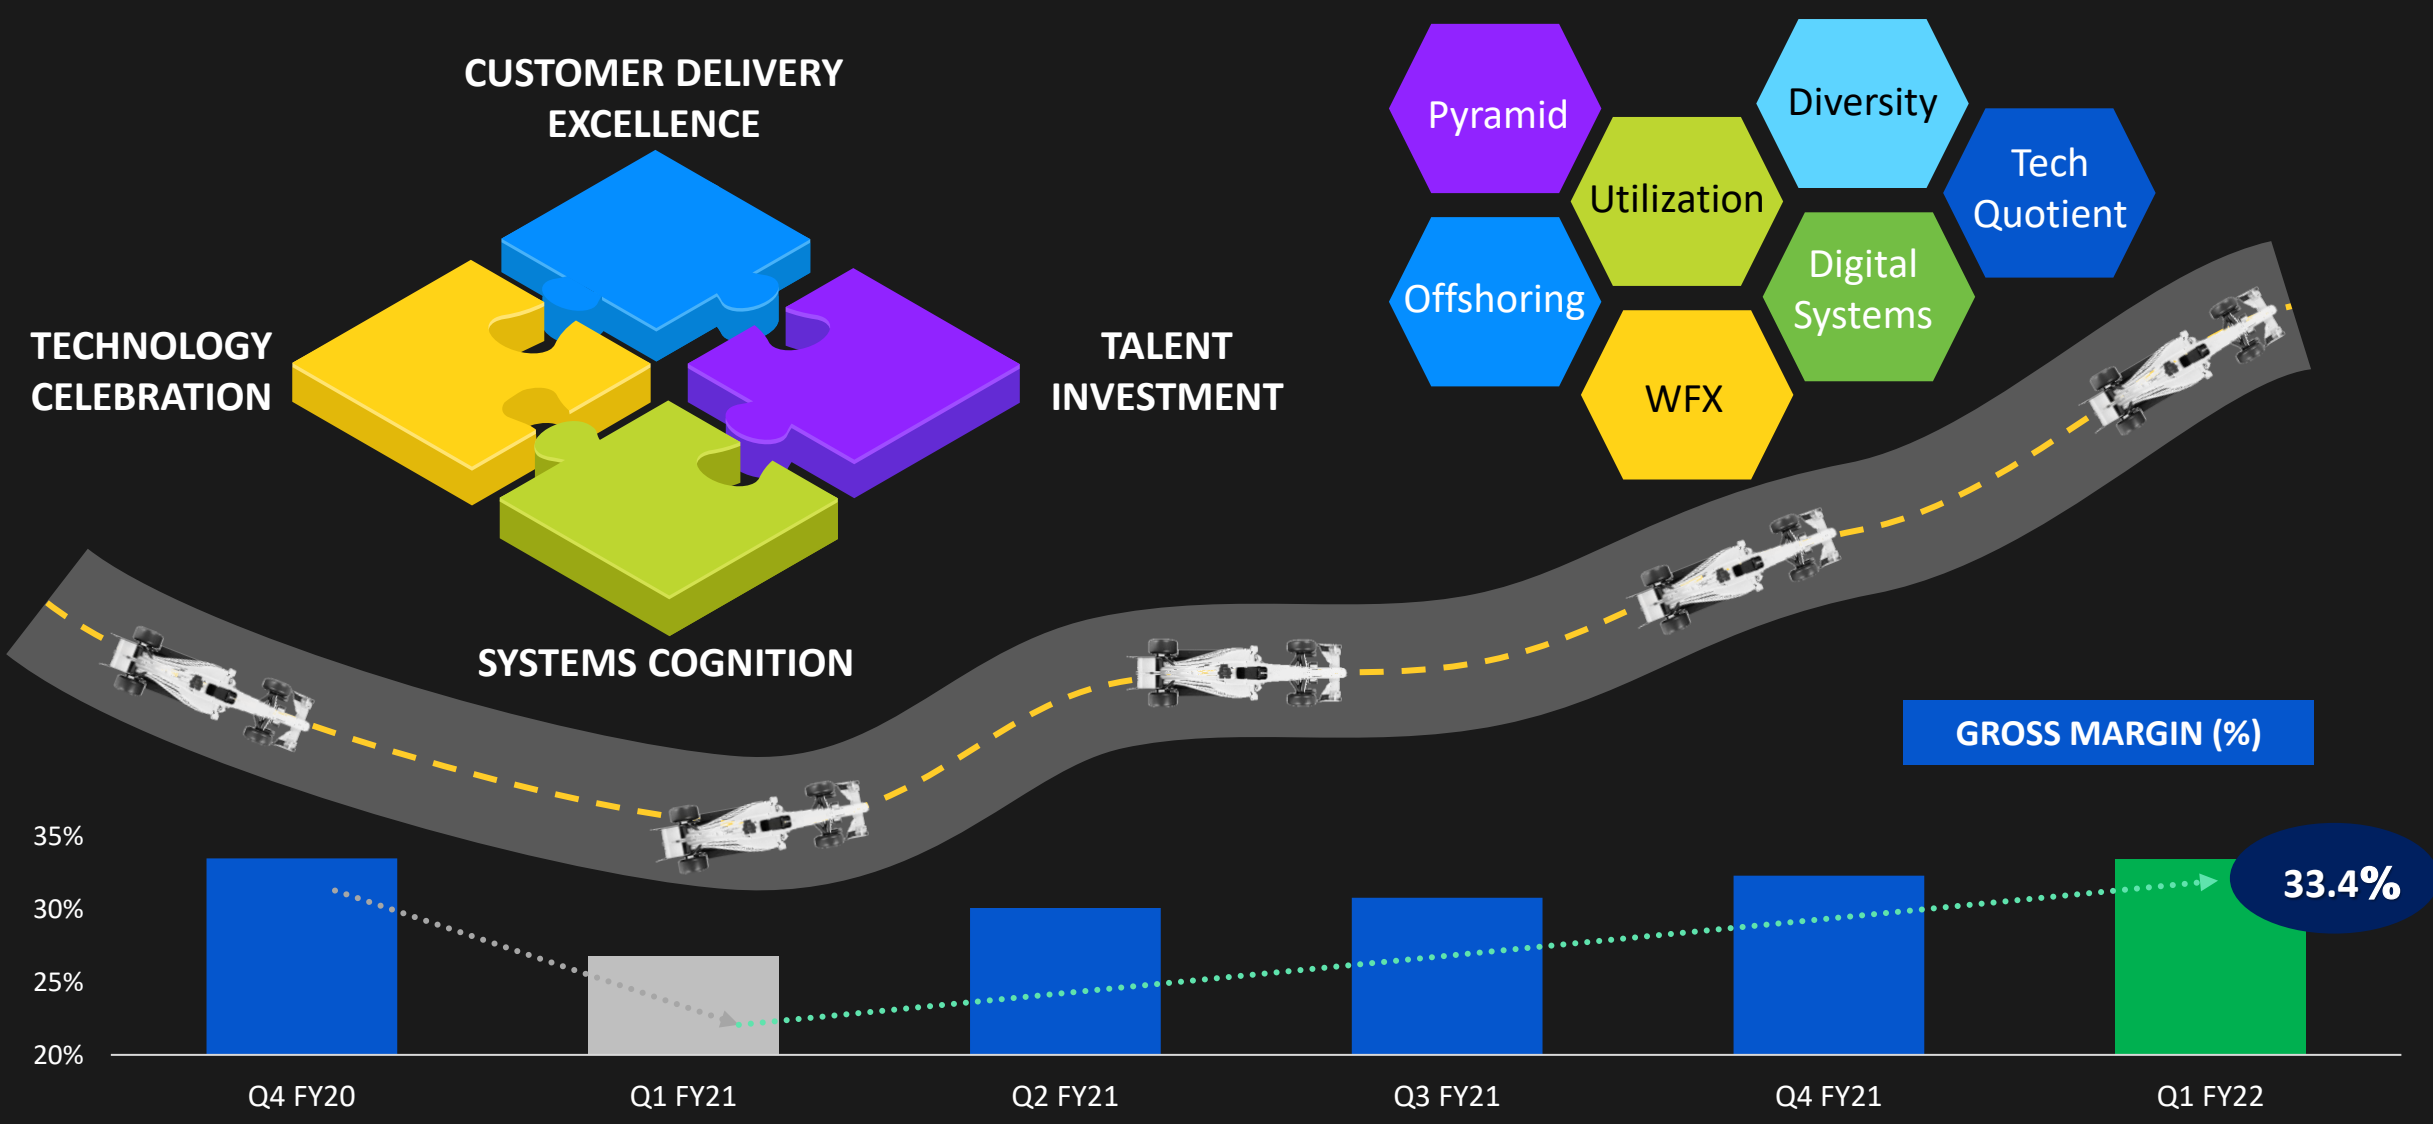 CUSTOMER DELIVERY
EXCELLENCE
TECHNOLOGY
CELEBRATION
TALENT
INVESTMENT
SYSTEMS COGNITION
Pyramid
Diversity
Utilization
Tech
Quotient
Offshoring
Digital
Systems
WFX
GROSS MARGIN (%)
35%
30%
25%
20%
33.4%
Q4 FY20
Q1 FY21
Q2 FY21
Q3 FY21
Q4 FY21
Q1 FY22